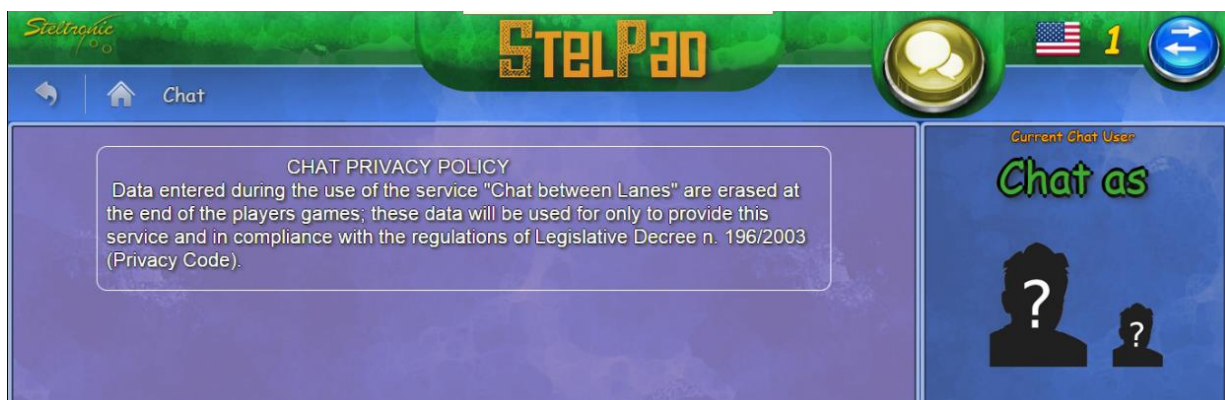 Steltronic
StelPad
1
Chat
CHAT PRIVACY POLICY
Data entered during the use of the service "Chat between Lanes" are erased at
the end of the players games; these data will be used for only to provide this
service and in compliance with the regulations of Legislative Decree n. 196/2003
(Privacy Code).
Current Chat User
Chat as
?
?